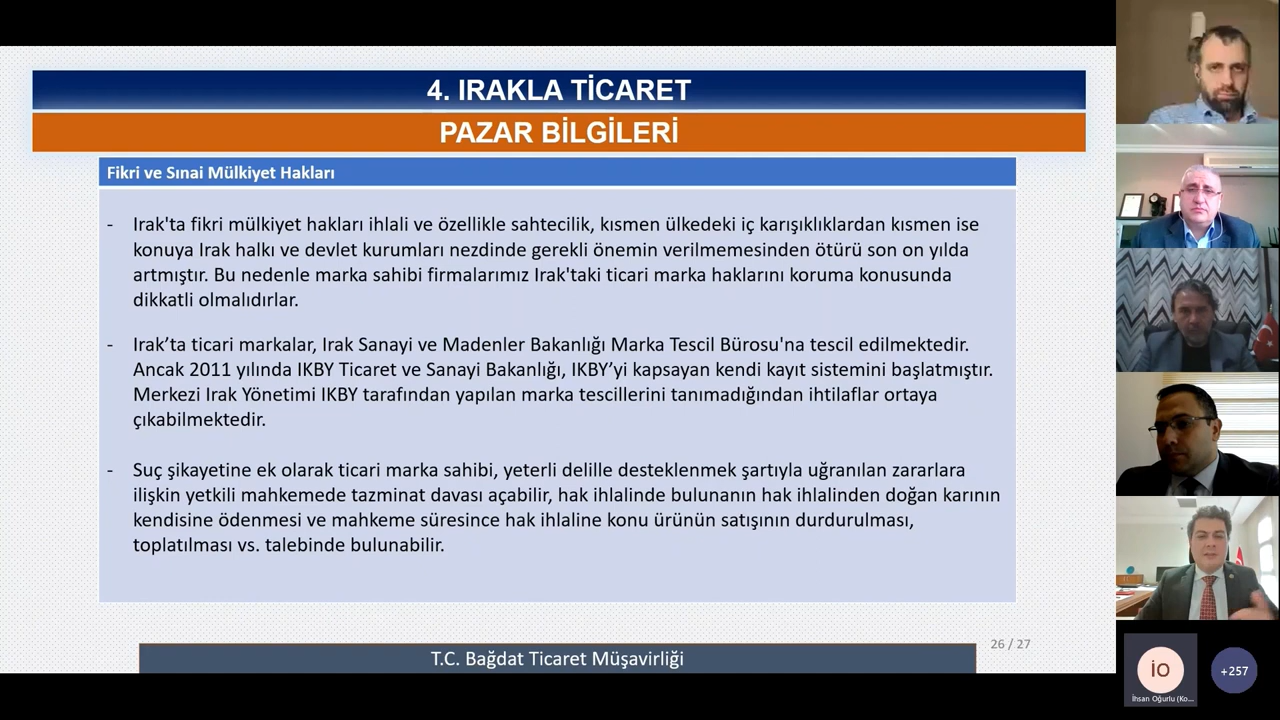 4. IRAKLA TİCARET
PAZAR BİLGİLERİ
Fikri ve Sınai Mülkiyet Hakları
- Irak'ta fikri mülkiyet hakları ihlali ve özellikle sahtecilik, kısmen ülkedeki iç karışıklıklardan kısmen ise
konuya Irak halkı ve devlet kurumları nezdinde gerekli önemin verilmemesinden ötürü son on yılda
artmıştır. Bu nedenle marka sahibi firmalarımız Irak'taki ticari marka haklarını koruma konusunda
dikkatli olmalıdırlar.
- Irak’ta ticari markalar, Irak Sanayi ve Madenler Bakanlığı Marka Tescil Bürosu'na tescil edilmektedir.
Ancak 2011 yılında IKBY Ticaret ve Sanayi Bakanlığı, IKBY’yi kapsayan kendi kayıt sistemini başlatmıştır.
Merkezi Irak Yönetimi IKBY tarafından yapılan marka tescillerini tanımadığından ihtilaflar ortaya
çıkabilmektedir.
- Suç şikayetine ek olarak ticari marka sahibi, yeterli delille desteklenmek şartıyla uğranılan zararlara
ilişkin yetkili mahkemede tazminat davası açabilir, hak ihlalinde bulunanın hak ihlalinden doğan karının
kendisine ödenmesi ve mahkeme süresince hak ihlaline konu ürünün satışının durdurulması,
toplatılması vs. talebinde bulunabilir.
26 / 27
T.C. Bağdat Ticaret Müşavirliği
İO
İhsan Oğurlu (Ko...
+257